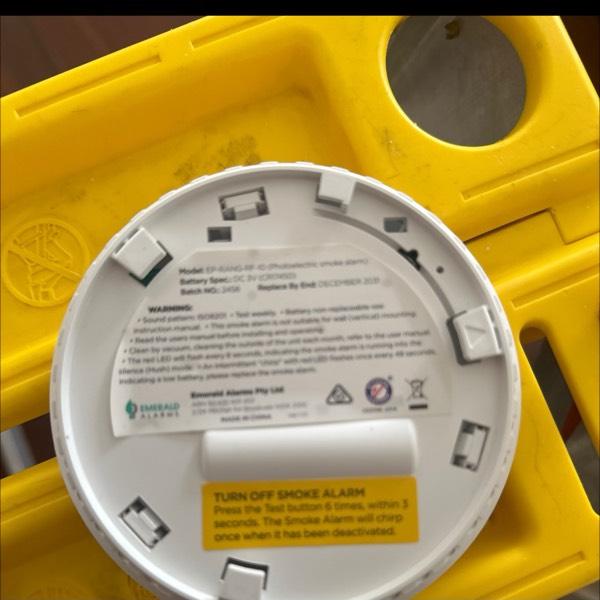 Model: EP-RANG-RF-10 (Photoelectric smoke alarm)
Battery Spec.: DC 3V (CR17450)
Batch NO.: 2458 Replace By End: DECEMBER 2031
WARNING:
• Sound pattern: ISO8201 • Test weekly. • Battery non-replaceable see
instruction manual. • This smoke alarm is not suitable for wall (vertical) mounting.
• Read the users manual before installing and operating.
• Clean by vacuum, cleaning the outside of the unit each month, refer to the user manual.
• The red LED will flash every 8 seconds, indicating the smoke alarm is running into the
silence (Hush) mode. • An intermittent "chirp" with red LED flashes once every 48 seconds,
indicating a low battery, please replace the smoke alarm.
EMERALD
ALARMS
Emerald Alarms Pty Ltd
MADE IN CHINA
TURN OFF SMOKE ALARM
Press the Test button 6 times, within 3
seconds. The Smoke Alarm will chirp
once when it has been deactivated.